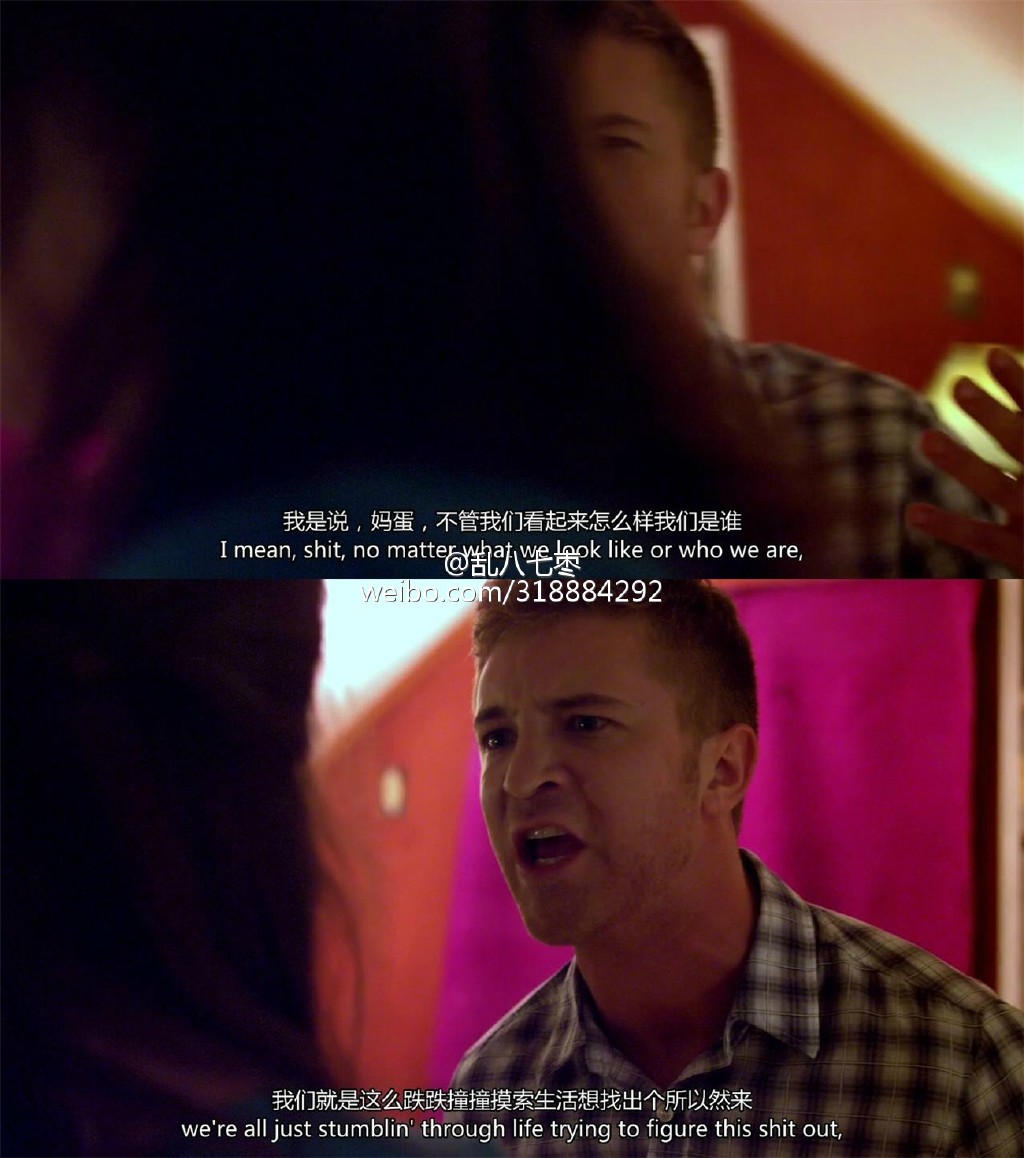 我是说，妈蛋，不管我们看起来怎么样我们是谁
I mean, shit, no matter what we look like or who we are,
@乱八七枣
weibo.com/318884292
我们就是这么跌跌撞撞摸索生活想找出个所以然来
we're all just stumblin' through life trying to figure this shit out,